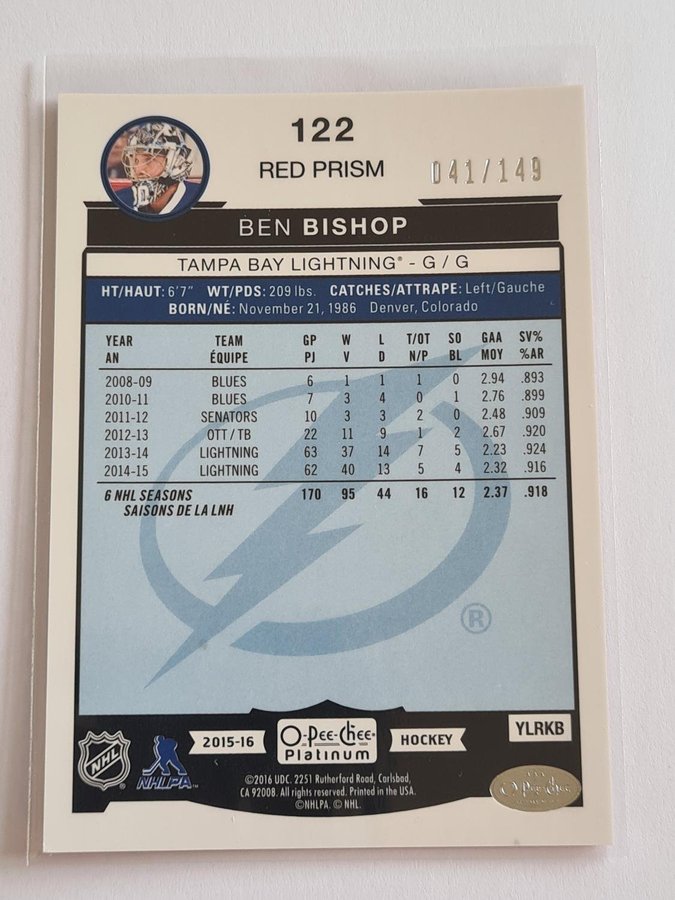 122
RED PRISM
041/149
BEN BISHOP
TAMPA BAY LIGHTNING® - G / G
HT/HAUT: 6'7" WT/PDS: 209 lbs. CATCHES/ATTRAPE: Left/Gauche
BORN/NÉ: November 21, 1986 Denver, Colorado
YEAR TEAM GP W L T/OT SO GAA SV%
AN ÉQUIPE PJ V D N/P BL MOY %AR
2008-09 BLUES 6 1 1 1 0 2.94 .893
2010-11 BLUES 7 3 4 0 1 2.76 .899
2011-12 SENATORS 10 3 3 2 0 2.48 .909
2012-13 OTT / TB 22 11 9 1 2 2.67 .920
2013-14 LIGHTNING 63 37 14 7 5 2.23 .924
2014-15 LIGHTNING 62 40 13 5 4 2.32 .916
6 NHL SEASONS 170 95 44 16 12 2.37 .918
SAISONS DE LA LNH
®
NHL
NHLPA
2015-16
O-Pee-Chee
Platinum
HOCKEY
YLRKB
©2016 UDC. 2251 Rutherford Road, Carlsbad,
CA 92008. All rights reserved. Printed in the USA.
©NHLPA. © NHL.
O-Pee-Chee